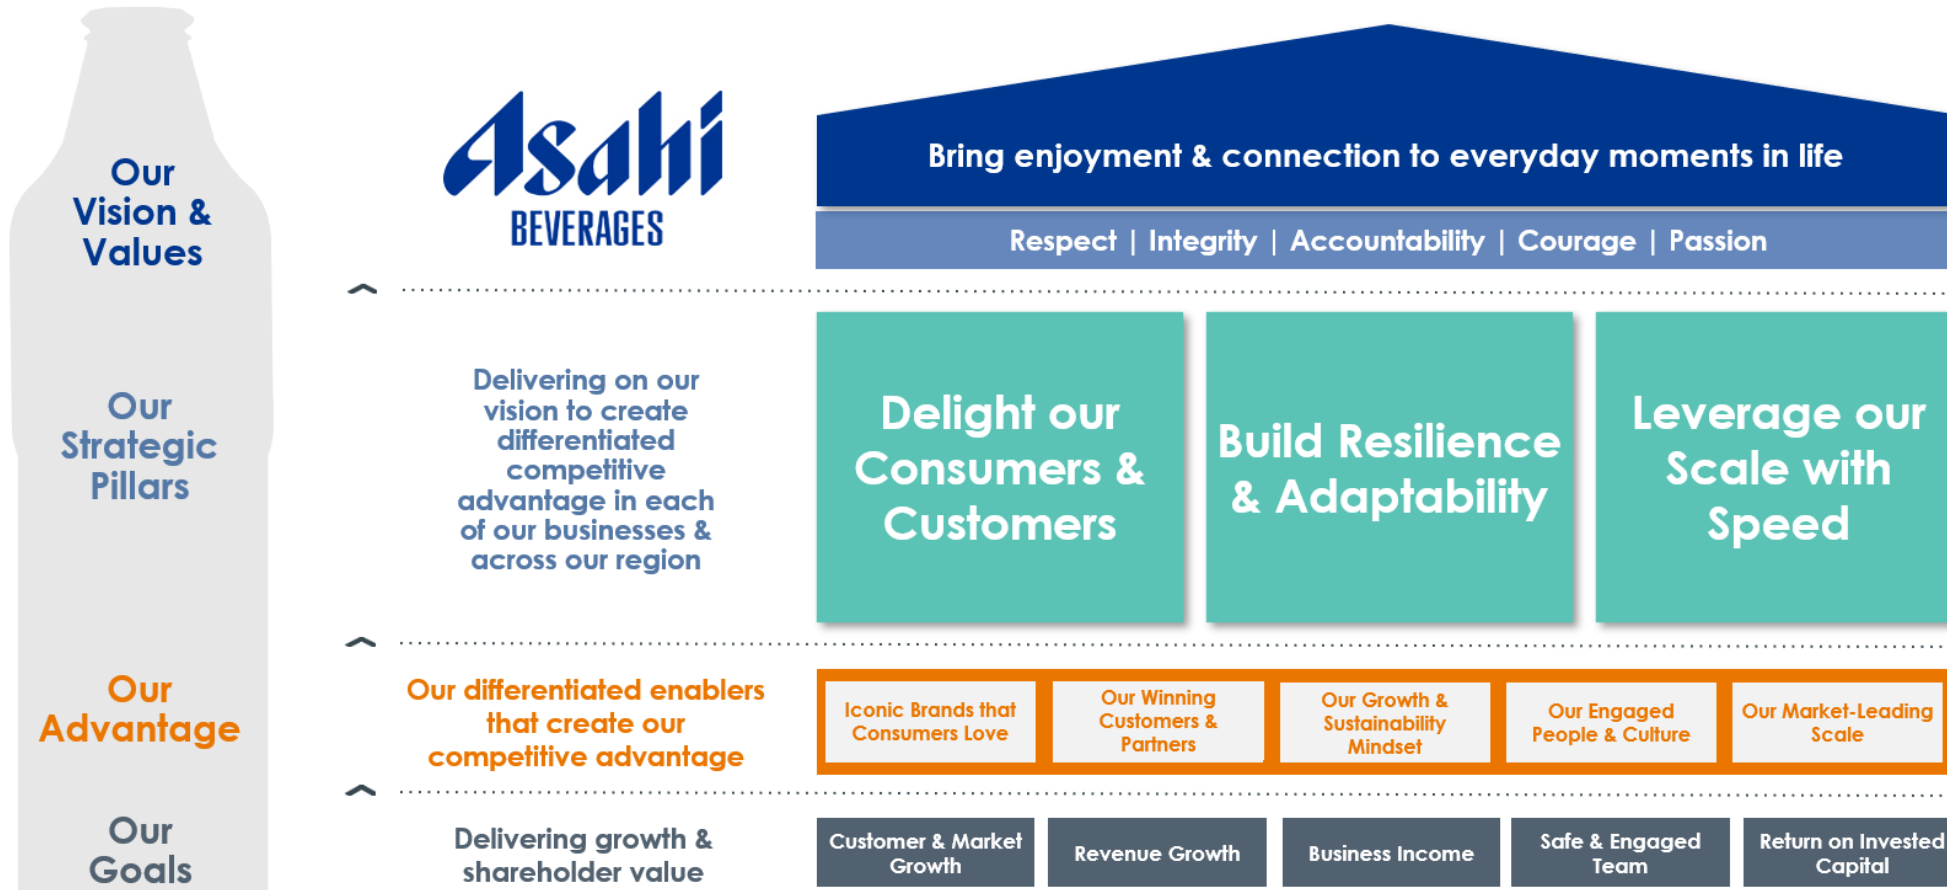 Our
Vision &
Values
Asahi
BEVERAGES
Bring enjoyment & connection to everyday moments in life
Respect | Integrity | Accountability | Courage | Passion
Our
Strategic
Pillars
Delivering on our
vision to create
differentiated
competitive
advantage in each
of our businesses &
across our region
Delight our
Consumers &
Customers
Build Resilience
& Adaptability
Leverage our
Scale with
Speed
Our
Advantage
Our differentiated enablers
that create our
competitive advantage
Iconic Brands that
Consumers Love
Our Winning
Customers &
Partners
Our Growth &
Sustainability
Mindset
Our Engaged
People & Culture
Our Market-Leading
Scale
Our
Goals
Delivering growth &
shareholder value
Customer & Market
Growth
Revenue Growth
Business Income
Safe & Engaged
Team
Return on Invested
Capital